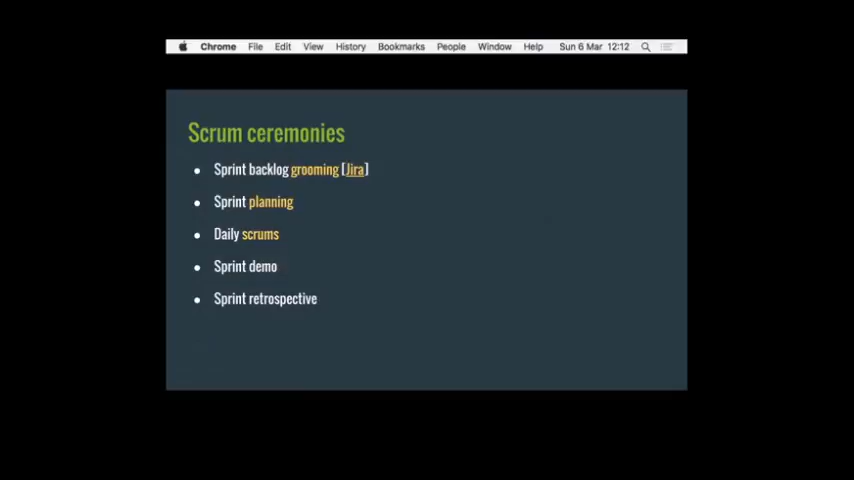 Chrome File Edit View History Bookmarks People Window Help Sun 6 Mar 12:12
Scrum ceremonies
● Sprint backlog grooming [Jira]
● Sprint planning
● Daily scrums
● Sprint demo
● Sprint retrospective